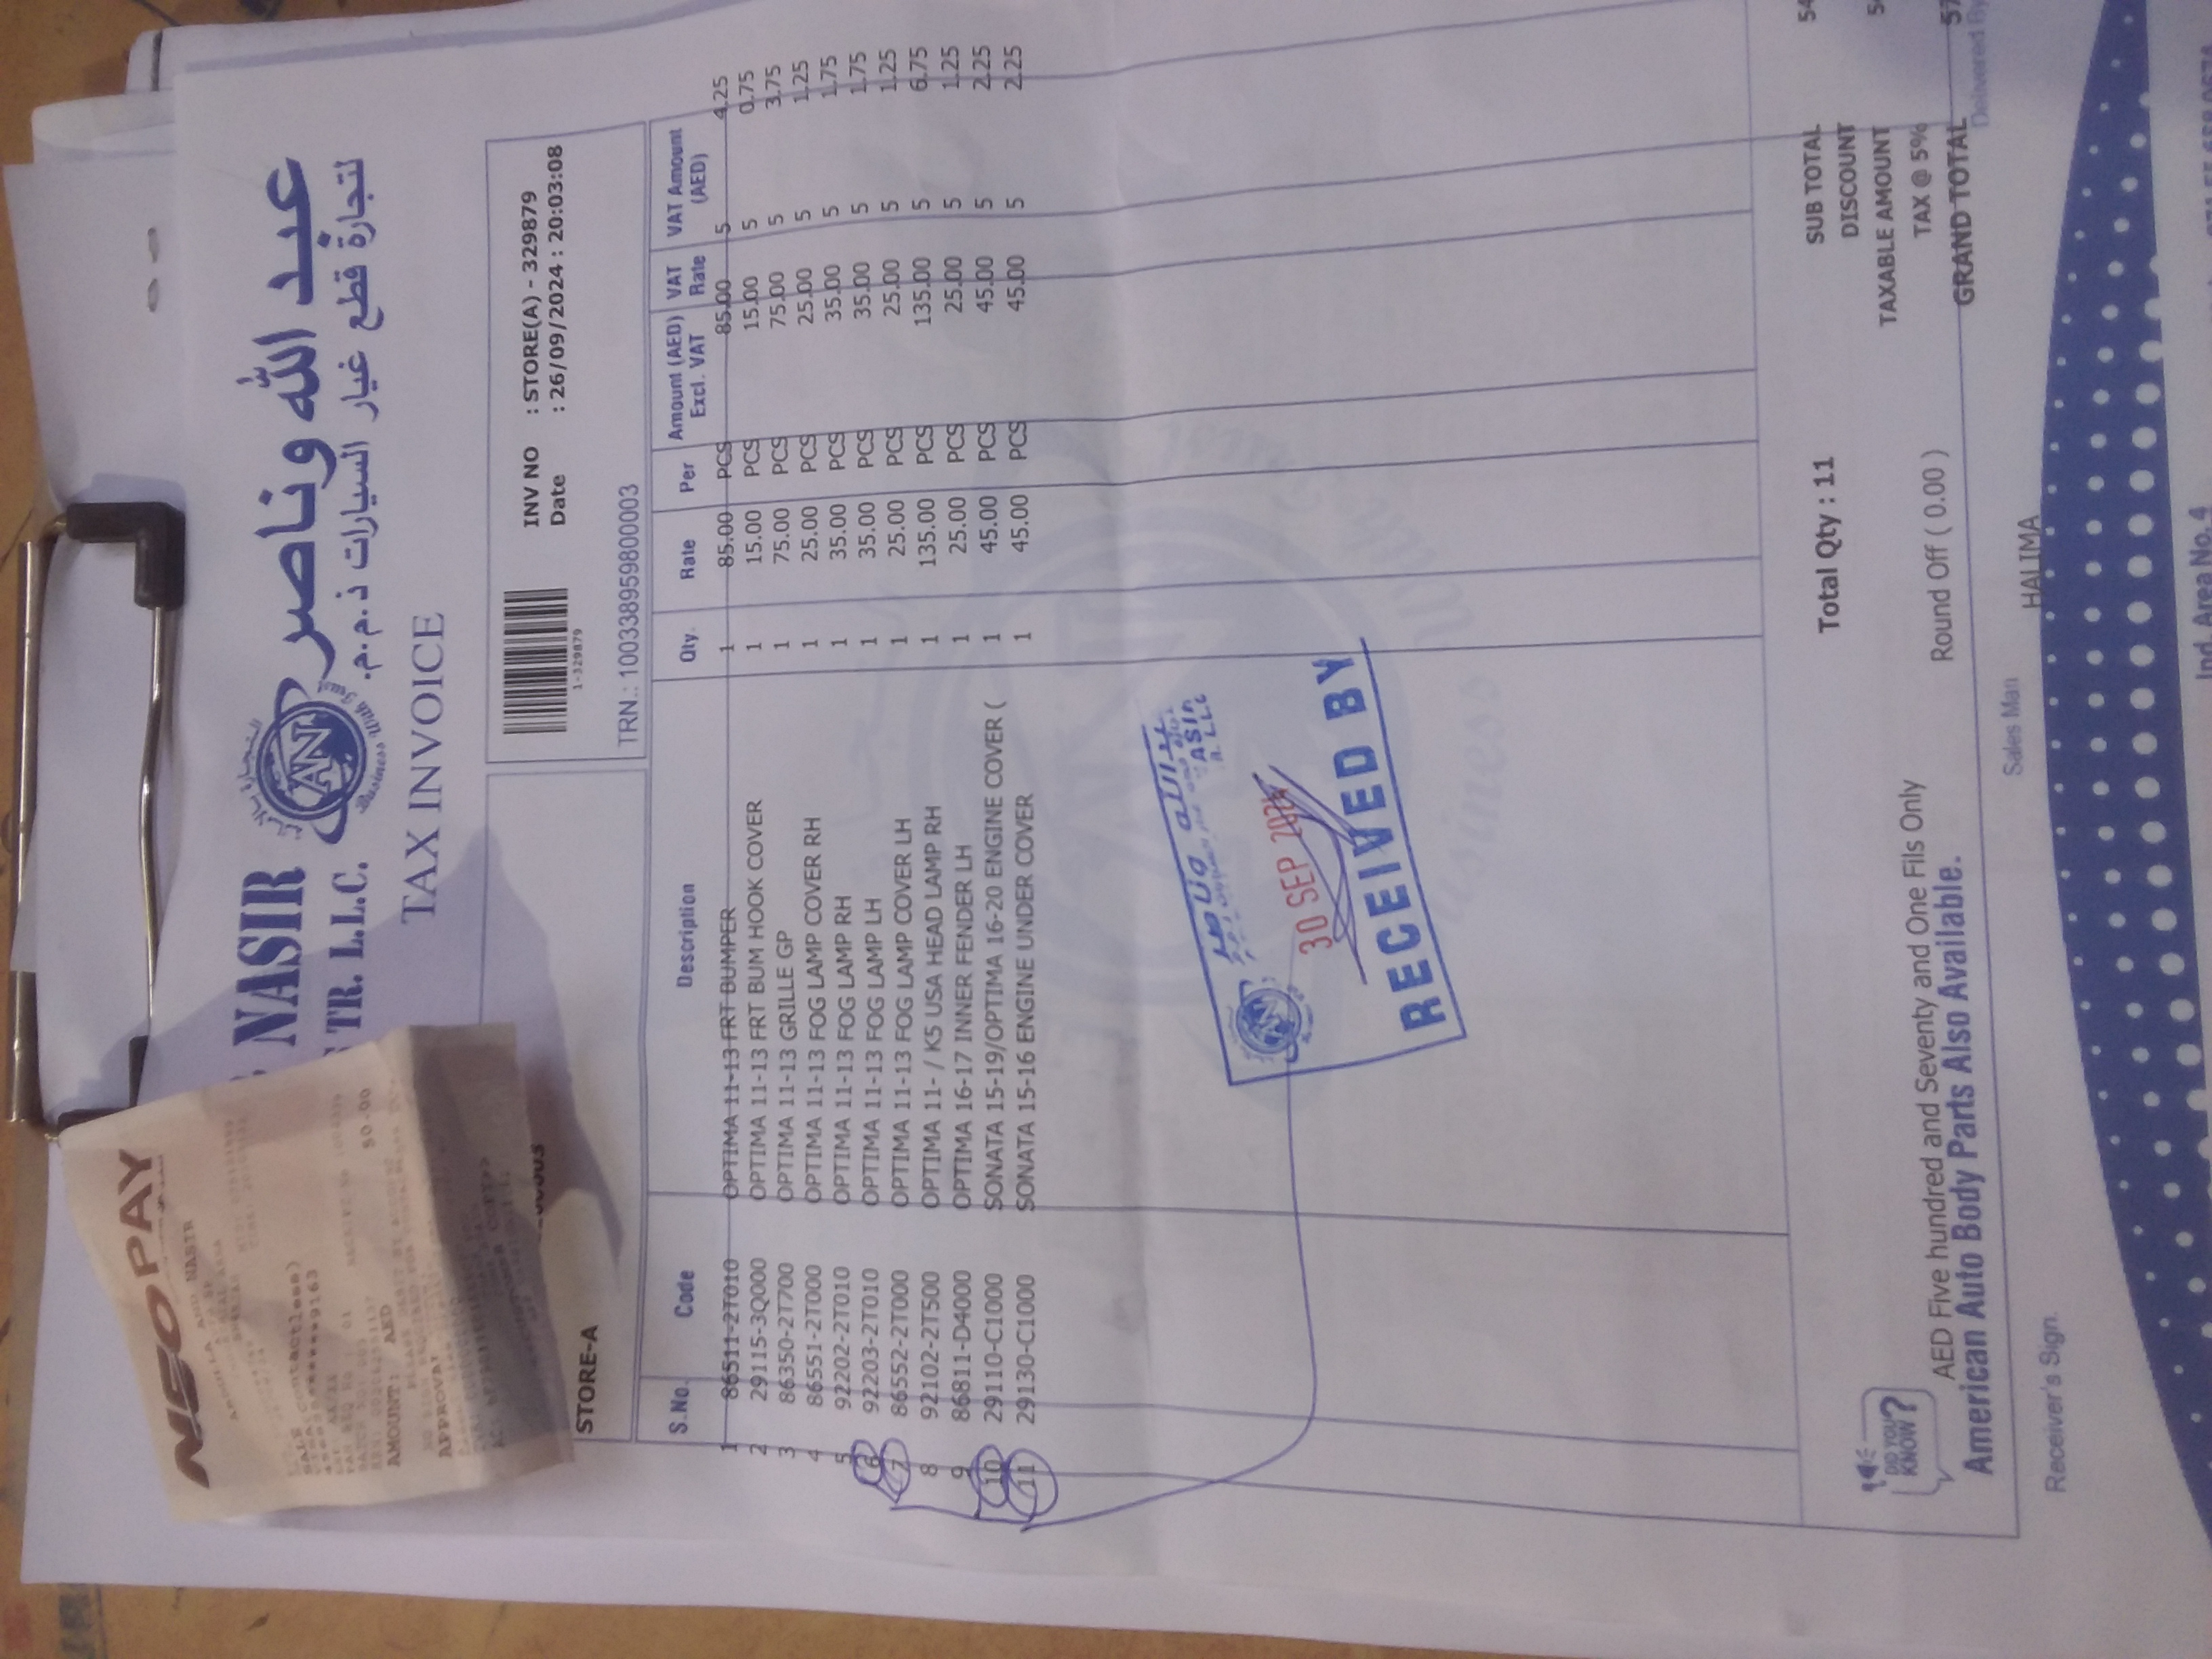 NASIR
عبد الله وناصر
TR. L.L.C.
لتجارة قطع غيار السيارات ذ.م.م.
AN
TAX INVOICE
NEOPAY
SALE(Contactless)
AMOUNT: AED 50.00
APPROVAL
INV NO : STORE(A) - 329879
Date : 26/09/2024 : 20:03:08
1-329879
STORE-A
TRN.: 100338959800003
S.No. Code Description Qty. Rate Per Amount (AED) Excl. VAT VAT Rate VAT Amount (AED)
1 86511-2T010 OPTIMA 11-13 FRT BUMPER 1 85.00 PCS 85.00 5 4.25
2 29115-3Q000 OPTIMA 11-13 FRT BUM HOOK COVER 1 15.00 PCS 15.00 5 0.75
3 86350-2T700 OPTIMA 11-13 GRILLE GP 1 75.00 PCS 75.00 5 3.75
4 86551-2T000 OPTIMA 11-13 FOG LAMP COVER RH 1 25.00 PCS 25.00 5 1.25
5 92202-2T010 OPTIMA 11-13 FOG LAMP RH 1 35.00 PCS 35.00 5 1.75
6 92203-2T010 OPTIMA 11-13 FOG LAMP LH 1 35.00 PCS 35.00 5 1.75
7 86552-2T000 OPTIMA 11-13 FOG LAMP COVER LH 1 25.00 PCS 25.00 5 1.25
8 92102-2T500 OPTIMA 11- / K5 USA HEAD LAMP RH 1 135.00 PCS 135.00 5 6.75
9 86811-D4000 OPTIMA 16-17 INNER FENDER LH 1 25.00 PCS 25.00 5 1.25
10 29110-C1000 SONATA 15-19/OPTIMA 16-20 ENGINE COVER ( 1 45.00 PCS 45.00 5 2.25
11 29130-C1000 SONATA 15-16 ENGINE UNDER COVER 1 45.00 PCS 45.00 5 2.25
30 SEP 2024
RECEIVED BY
Total Qty : 11
SUB TOTAL 54
DISCOUNT
TAXABLE AMOUNT
TAX @ 5%
DID YOU KNOW?
AED Five hundred and Seventy and One Fils Only
Round Off ( 0.00 )
GRAND TOTAL 57
American Auto Body Parts Also Available.
Receiver's Sign.
Sales Man
HALIMA
Delivered By
Ind. Area No. 4